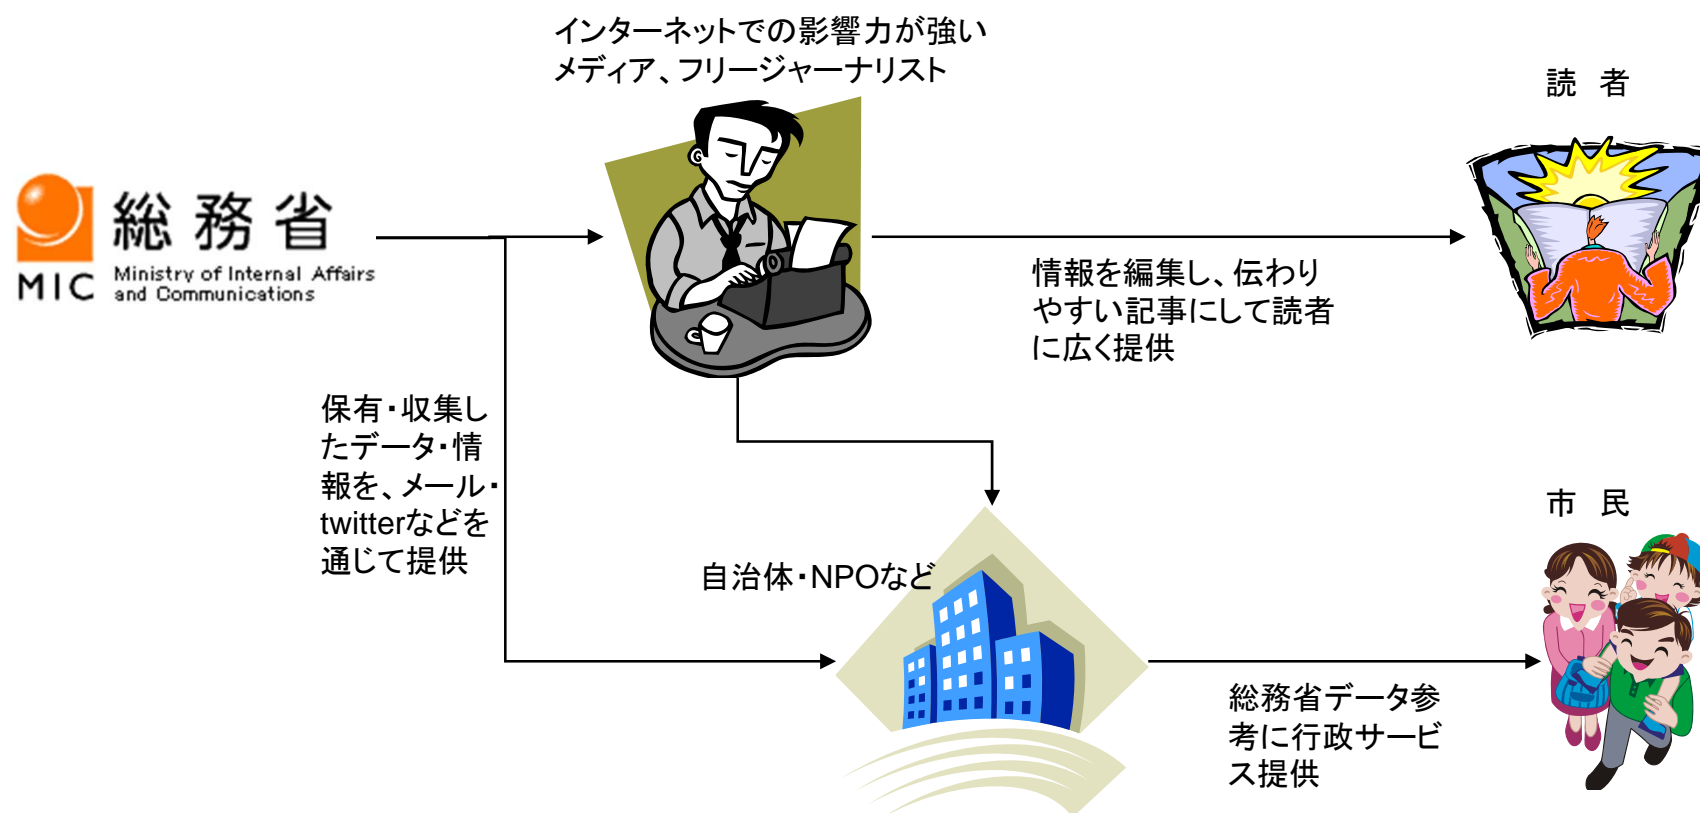 インターネットでの影響力が強い
メディア、フリージャーナリスト
読 者
総務省
MIC
Ministry of Internal Affairs
and Communications
情報を編集し、伝わり
やすい記事にして読者
に広く提供
保有・収集し
たデータ・情
報を、メール・
twitterなどを
通じて提供
市 民
自治体・NPOなど
総務省データ参
考に行政サービ
ス提供